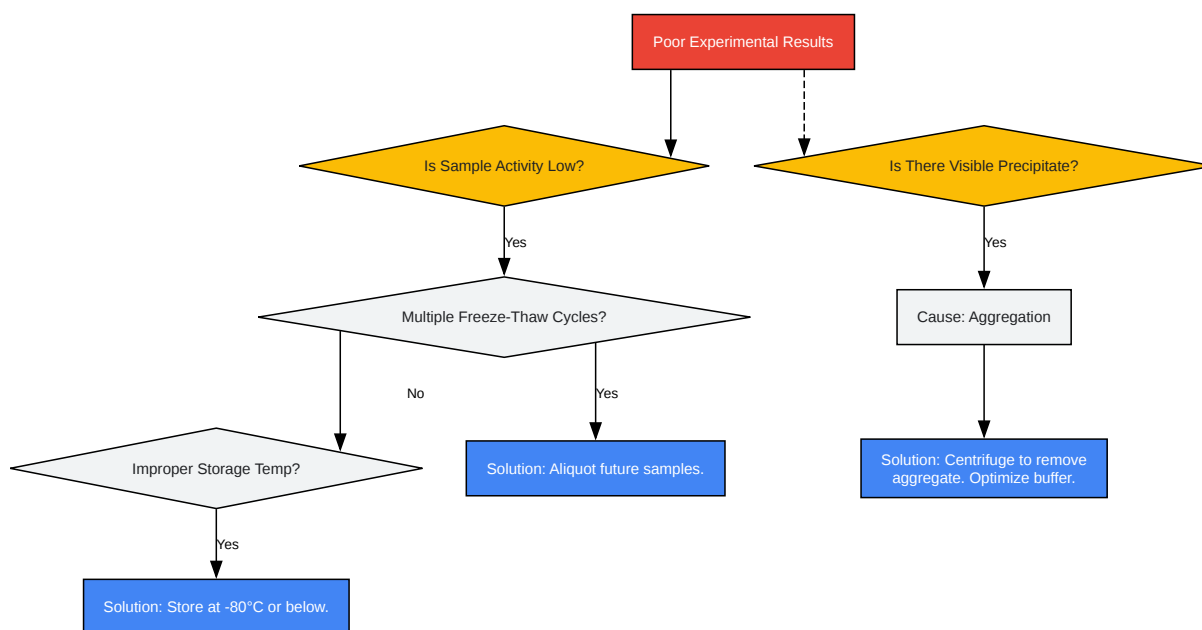 Poor Experimental Results
Is Sample Activity Low?
Is There Visible Precipitate?
Yes
Yes
Multiple Freeze-Thaw Cycles?
Cause: Aggregation
No
Yes
Improper Storage Temp?
Solution: Aliquot future samples.
Solution: Centrifuge to remove
aggregate. Optimize buffer.
Yes
Solution: Store at -80°C or below.